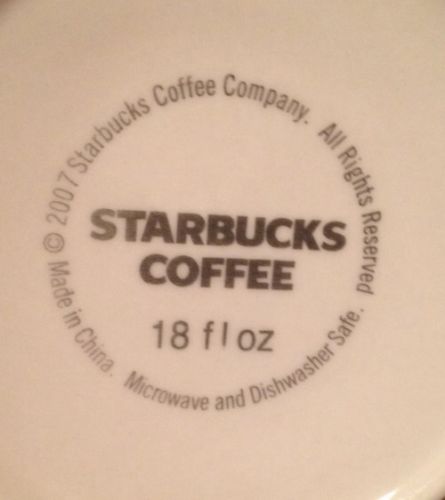 © 2007 Starbucks Coffee Company. All Rights Reserved
STARBUCKS
COFFEE
18 fl oz
Made in China. Microwave and Dishwasher Safe.